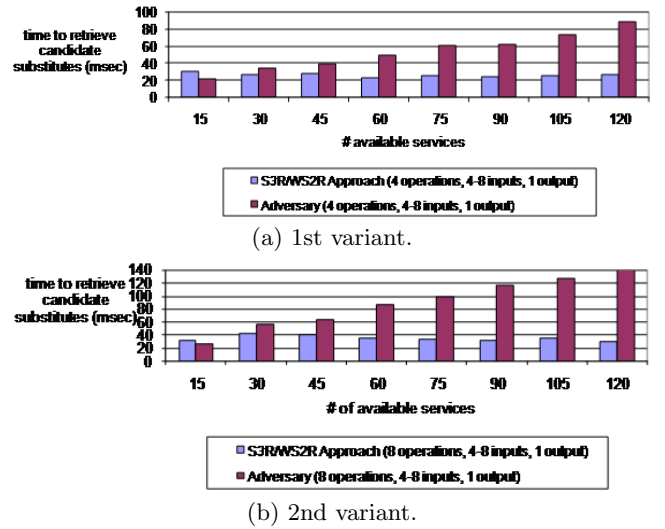 100
80
60
40
20
0
time to retrieve
candidate
substitutes (msec)
15 30 45 60 75 90 105 120
# available services
S3R/WS2R Approach (4 operations, 4-8 inputs, 1 output)
Adversary (4 operations, 4-8 inputs, 1 output)
(a) 1st variant.
140
120
100
80
60
40
20
0
time to retrieve
candidate
substitutes (msec)
15 30 45 60 75 90 105 120
# of available services
S3R/WS2R Approach (8 operations, 4-8 inputs, 1 output)
Adversary (8 operations, 4-8 inputs, 1 output)
(b) 2nd variant.